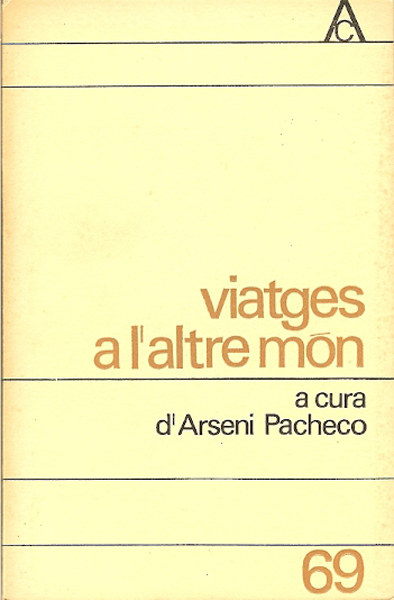 AC
viatges
a l'altre món
a cura
d'Arseni Pacheco
69